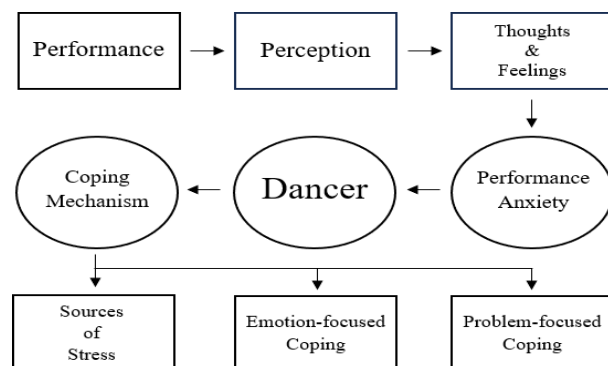 Performance
Perception
Thoughts
&
Feelings
Coping
Mechanism
Dancer
Performance
Anxiety
Sources
of
Stress
Emotion-focused
Coping
Problem-focused
Coping